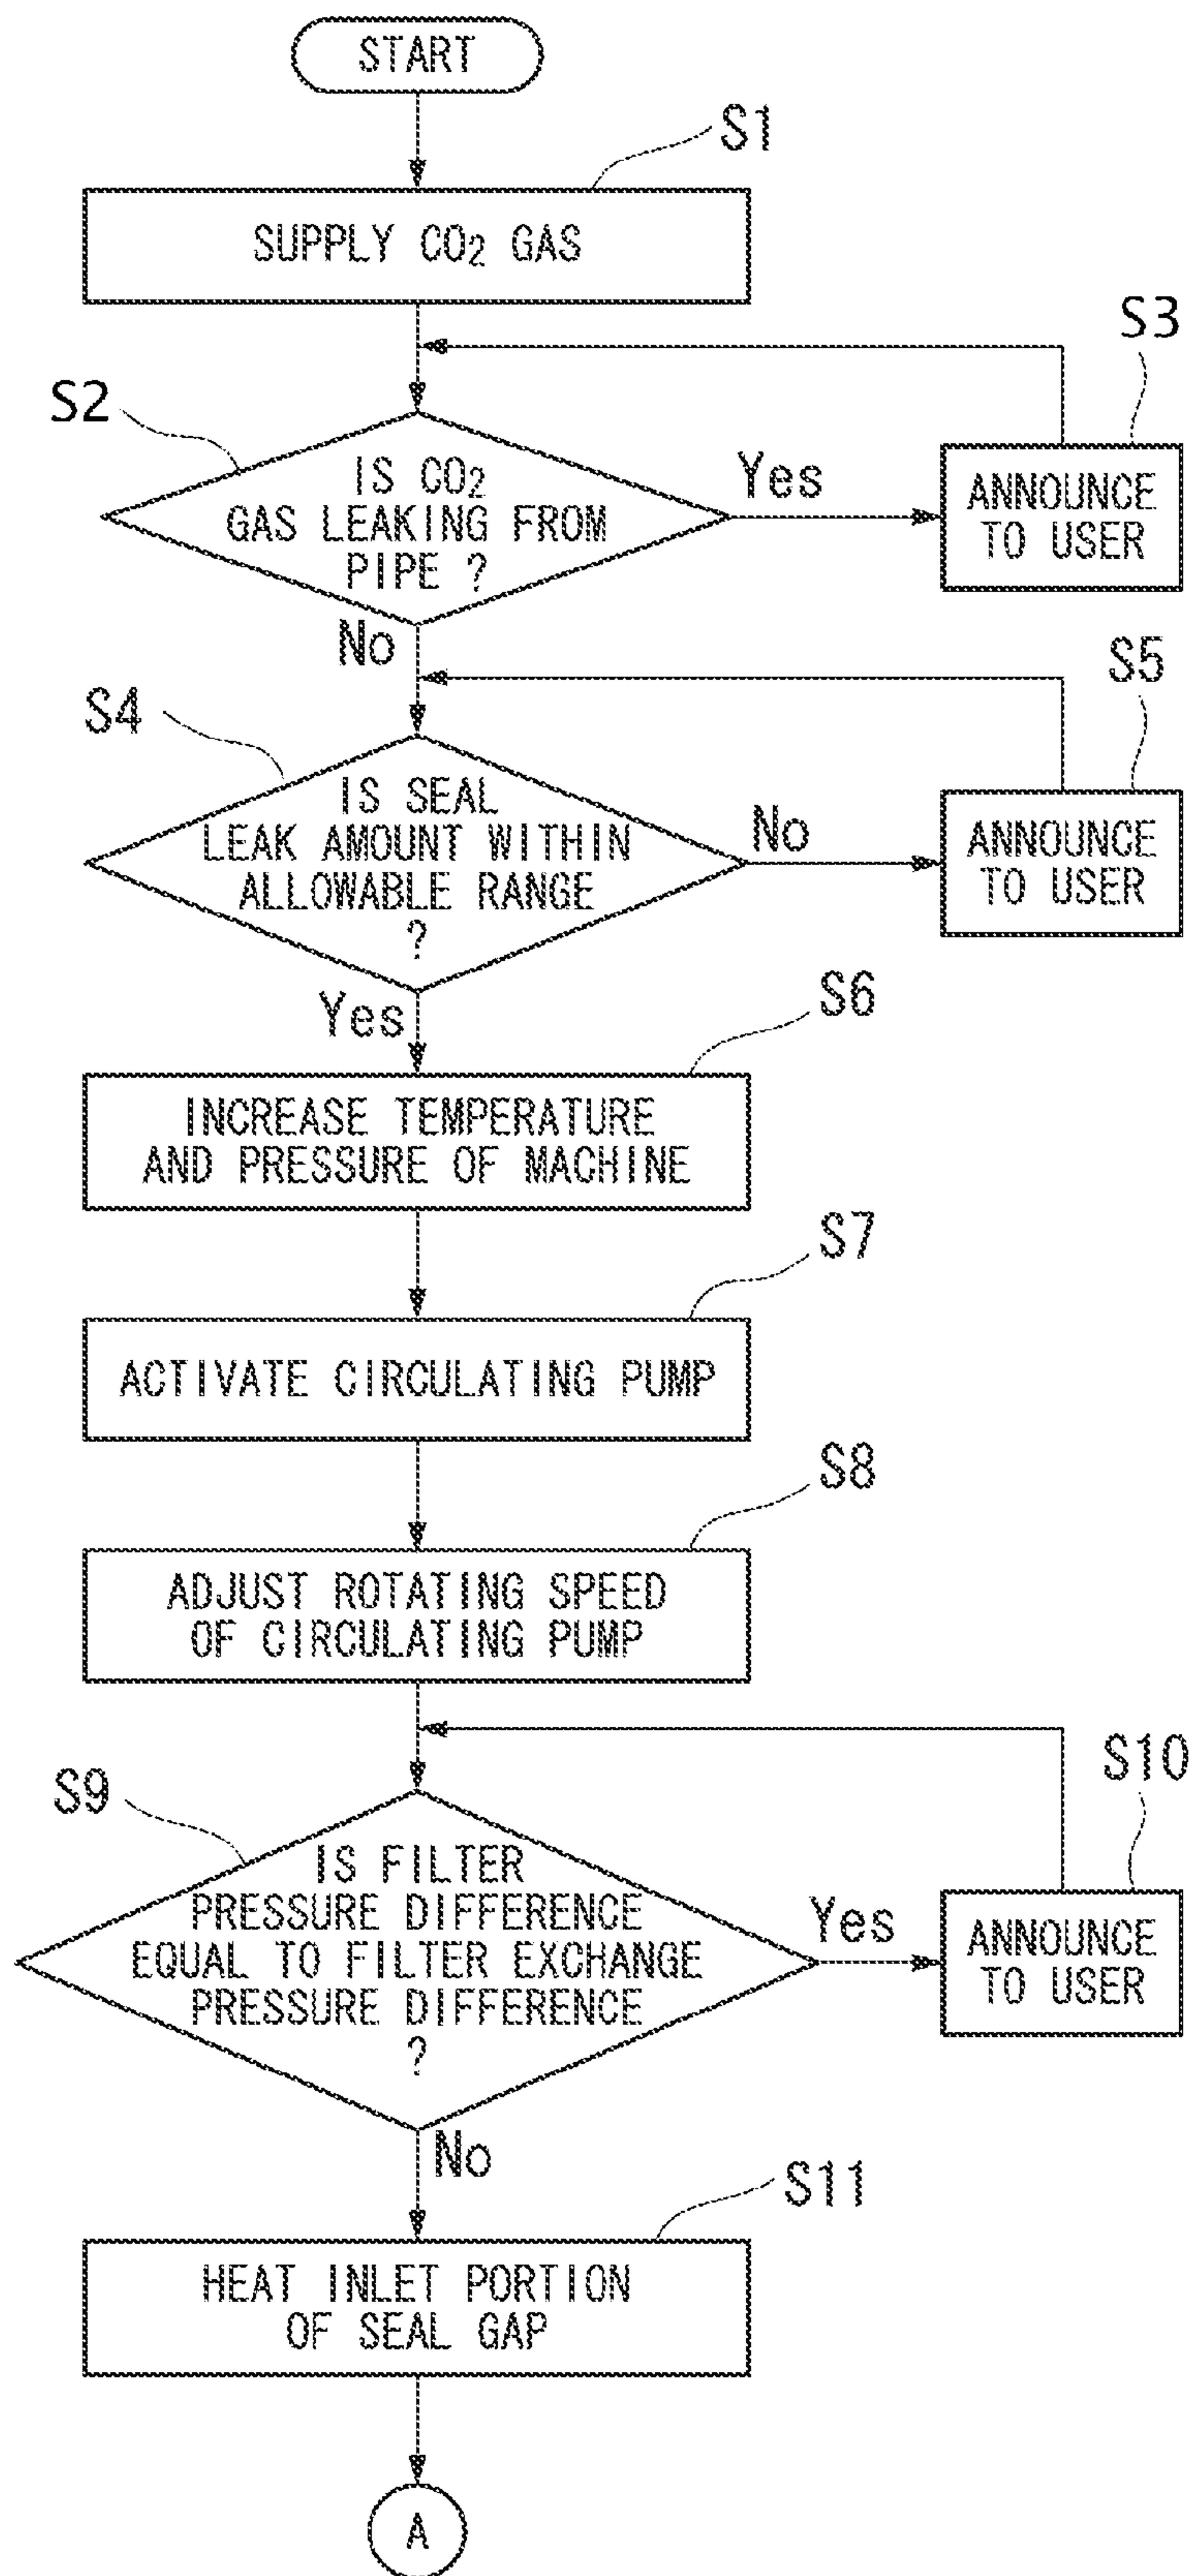 START
S1
SUPPLY CO₂ GAS
S3
S2
IS CO₂
GAS LEAKING FROM
PIPE ?
Yes
ANNOUNCE
TO USER
No
S5
S4
IS SEAL
LEAK AMOUNT WITHIN
ALLOWABLE RANGE
?
No
ANNOUNCE
TO USER
Yes
S6
INCREASE TEMPERATURE
AND PRESSURE OF MACHINE
S7
ACTIVATE CIRCULATING PUMP
S8
ADJUST ROTATING SPEED
OF CIRCULATING PUMP
S10
S9
IS FILTER
PRESSURE DIFFERENCE
EQUAL TO FILTER EXCHANGE
PRESSURE DIFFERENCE
?
Yes
ANNOUNCE
TO USER
No
S11
HEAT INLET PORTION
OF SEAL GAP
A